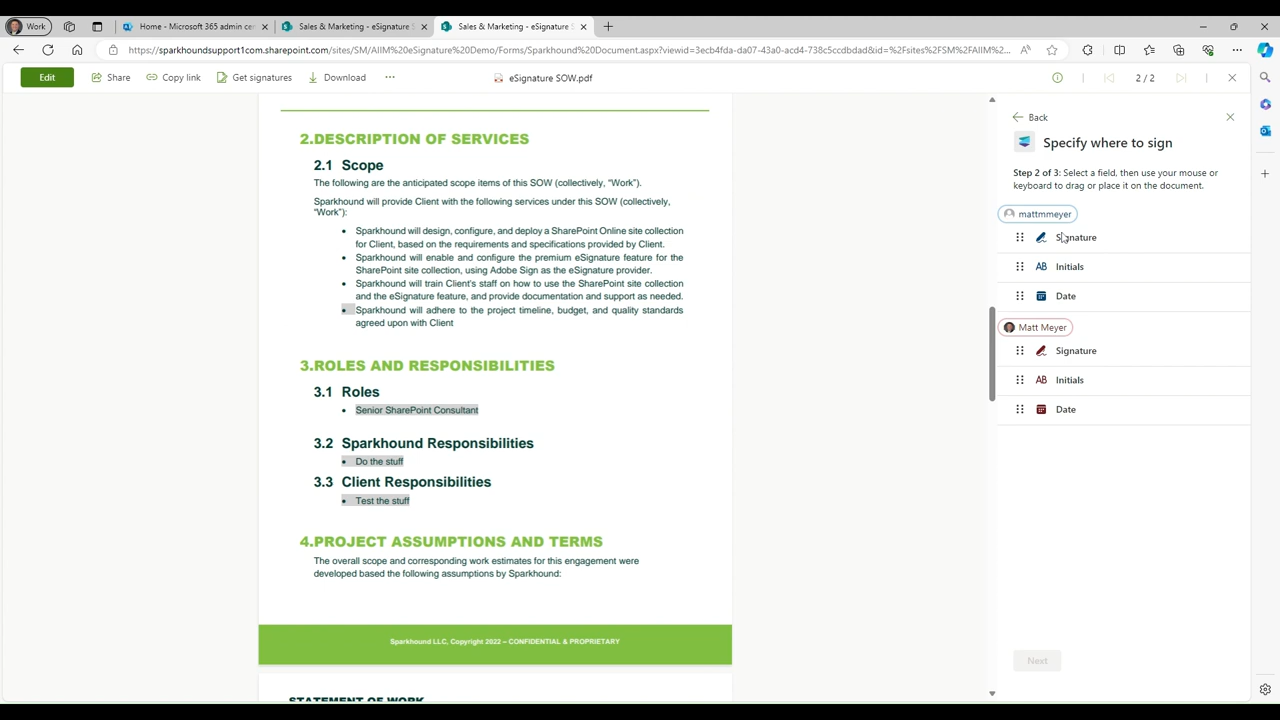 Work
Home - Microsoft 365 admin cen
Sales & Marketing - eSignature S
Sales & Marketing - eSignature S
https://sparkhoundsupport1com.sharepoint.com/sites/SM/AIIM%20eSignature%20Demo/Forms/Sparkhound%20Document.aspx?viewid=3ecb4fda-da07-43a0-acd4-738c5ccdbdad&id=%2Fsites%2FSM%2FAIIM%2...
Edit
Share
Copy link
Get signatures
Download
eSignature SOW.pdf
2 / 2
2.DESCRIPTION OF SERVICES
2.1 Scope
The following are the anticipated scope items of this SOW (collectively, “Work”).
Sparkhound will provide Client with the following services under this SOW (collectively,
“Work”):
• Sparkhound will design, configure, and deploy a SharePoint Online site collection
for Client, based on the requirements and specifications provided by Client.
• Sparkhound will enable and configure the premium eSignature feature for the
SharePoint site collection, using Adobe Sign as the eSignature provider.
• Sparkhound will train Client’s staff on how to use the SharePoint site collection
and the eSignature feature, and provide documentation and support as needed.
• Sparkhound will adhere to the project timeline, budget, and quality standards
agreed upon with Client
3.ROLES AND RESPONSIBILITIES
3.1 Roles
• Senior SharePoint Consultant
3.2 Sparkhound Responsibilities
• Do the stuff
3.3 Client Responsibilities
• Test the stuff
4.PROJECT ASSUMPTIONS AND TERMS
The overall scope and corresponding work estimates for this engagement were
developed based the following assumptions by Sparkhound:
Sparkhound LLC, Copyright 2022 – CONFIDENTIAL & PROPRIETARY
STATEMENT OF WORK
Back
Specify where to sign
Step 2 of 3: Select a field, then use your mouse or
keyboard to drag or place it on the document.
mattmmeyer
Signature
AB Initials
Date
Matt Meyer
Signature
AB Initials
Date
Next